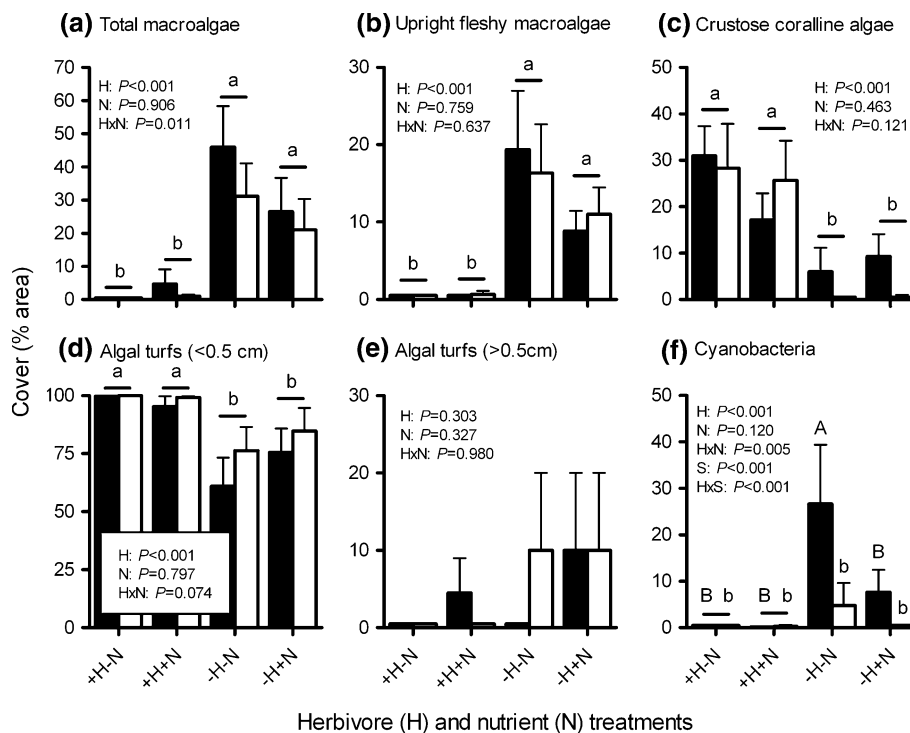 (a) Total macroalgae
70
60
50
40
30
20
10
0
H: P<0.001
N: P=0.906
HxN: P=0.011
b
b
a
a
(b) Upright fleshy macroalgae
30
20
10
0
H: P<0.001
N: P=0.759
HxN: P=0.637
b
b
a
a
(c) Crustose coralline algae
50
40
30
20
10
0
H: P<0.001
N: P=0.463
HxN: P=0.121
a
a
b
b
Cover (% area)
(d) Algal turfs (<0.5 cm)
100
75
50
25
0
a
a
b
b
H: P<0.001
N: P=0.797
HxN: P=0.074
+H-N
+H+N
-H-N
-H+N
(e) Algal turfs (>0.5cm)
30
20
10
0
H: P=0.303
N: P=0.327
HxN: P=0.980
+H-N
+H+N
-H-N
-H+N
(f) Cyanobacteria
50
40
30
20
10
0
H: P<0.001
N: P=0.120
HxN: P=0.005
S: P<0.001
HxS: P<0.001
B b
B b
A
b
B
b
+H-N
+H+N
-H-N
-H+N
Herbivore (H) and nutrient (N) treatments